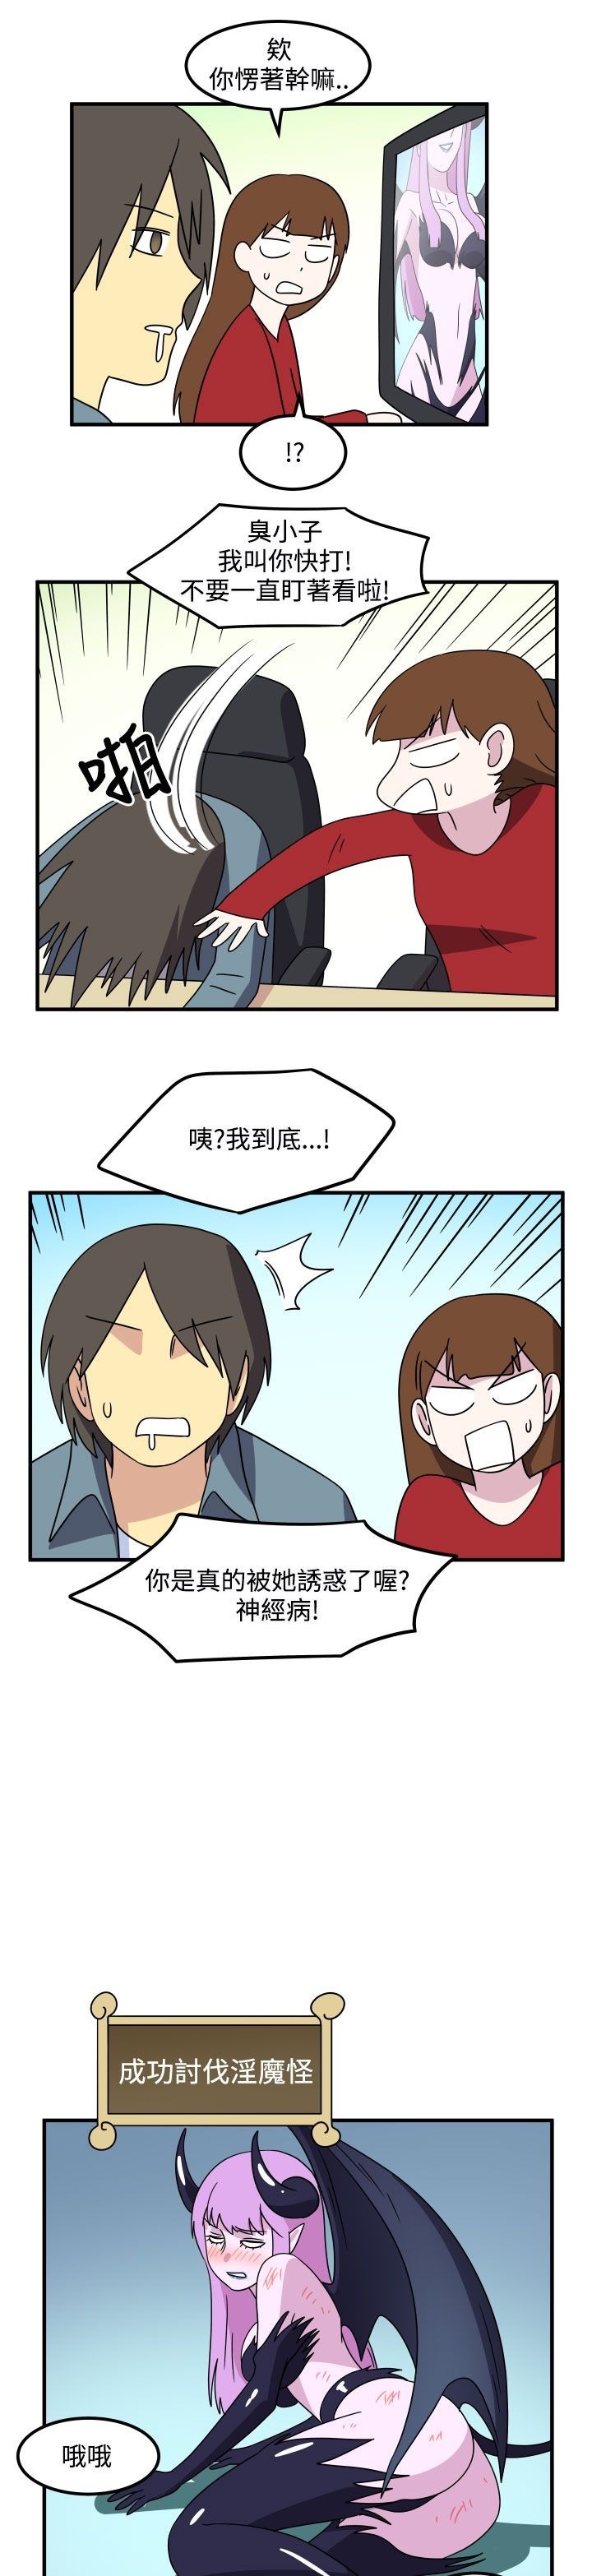 欸
你愣著幹嘛..
!?
臭小子
我叫你快打!
不要一直盯著看啦!
啪
咦?我到底...!
你是真的被她誘惑了喔?
神經病!
成功討伐淫魔怪
哦哦